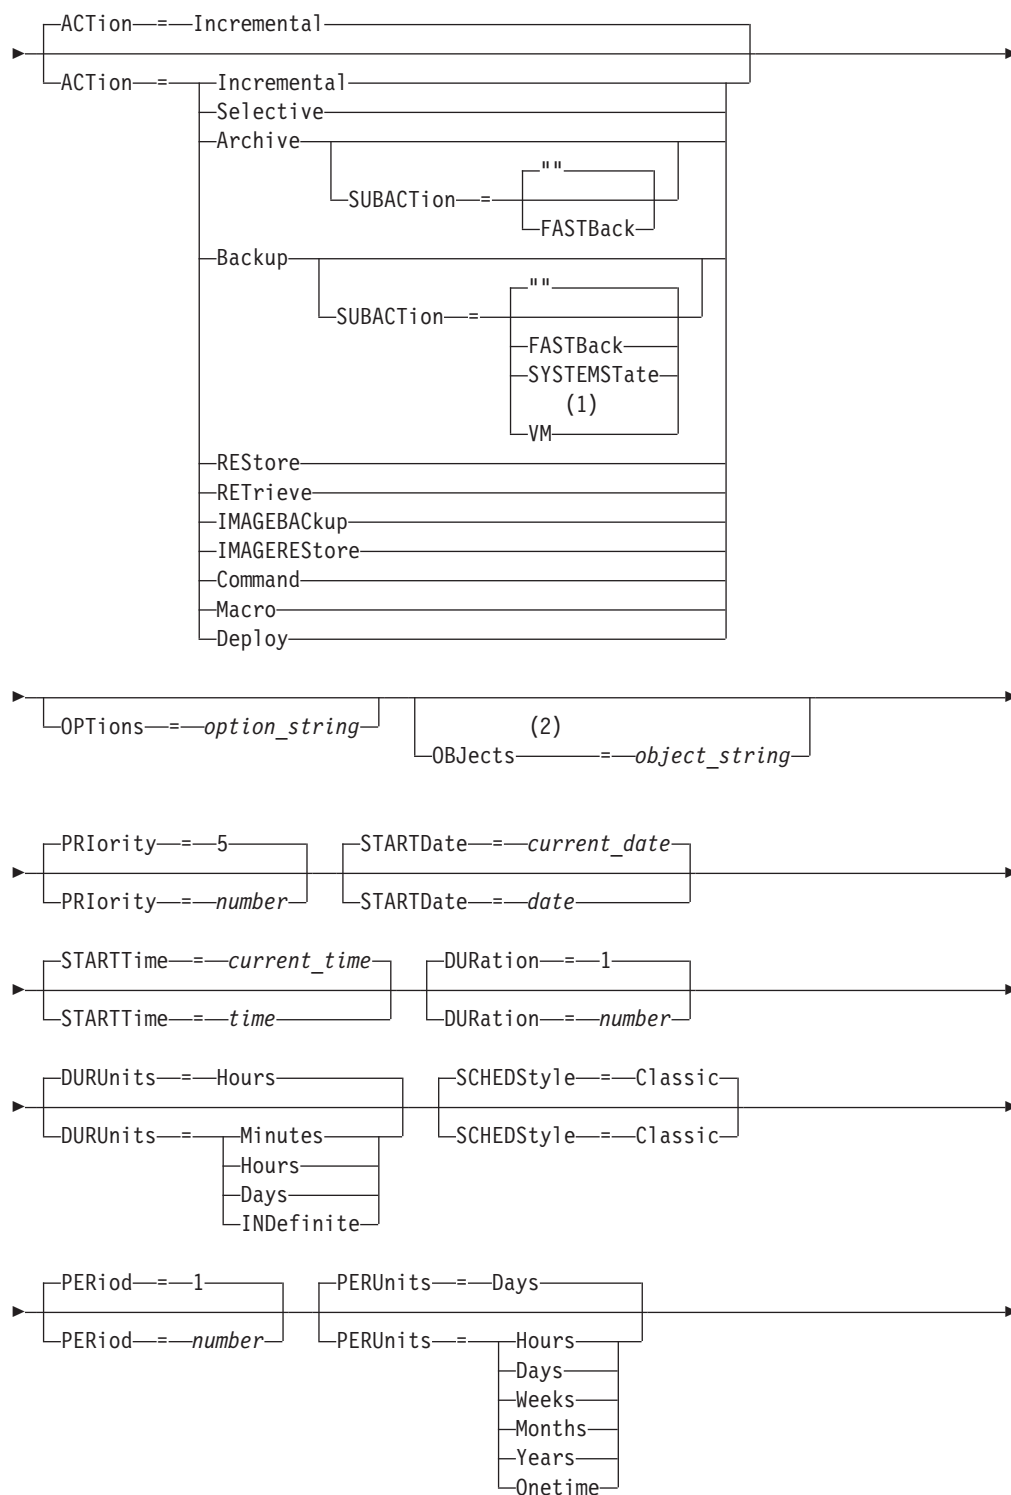 ACTion = Incremental
ACTion = Incremental
Selective
Archive
""
SUBACTion =
FASTBack
Backup
""
SUBACTion =
FASTBack
SYSTEMSTate
(1)
VM
REStore
RETrieve
IMAGEBACkup
IMAGEREStore
Command
Macro
Deploy
OPTions = option_string (2)
OBJects = object_string
PRIority = 5 STARTDate = current_date
PRIority = number STARTDate = date
STARTTime = current_time DURation = 1
STARTTime = time DURation = number
DURUnits = Hours SCHEDStyle = Classic
DURUnits = Minutes SCHEDStyle = Classic
Hours
Days
INDefinite
PERiod = 1 PERUnits = Days
PERiod = number PERUnits = Hours
Days
Weeks
Months
Years
Onetime